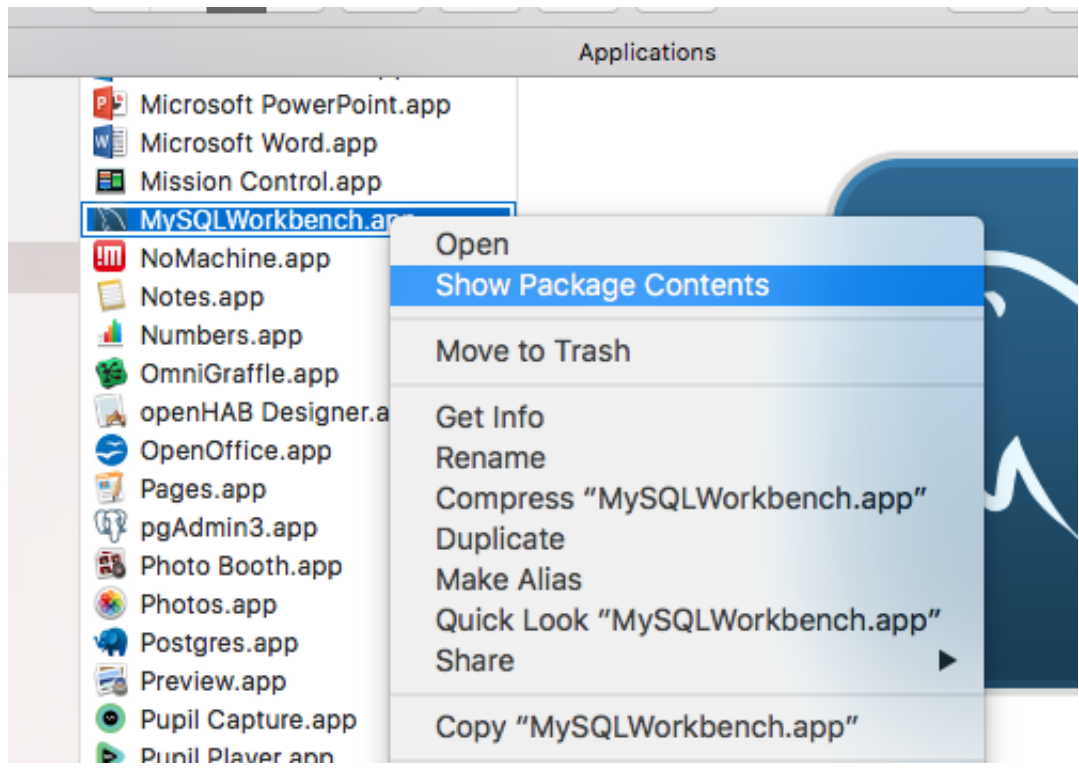 Applications
Microsoft PowerPoint.app
Microsoft Word.app
Mission Control.app
MySQLWorkbench.app
NoMachine.app
Notes.app
Numbers.app
OmniGraffle.app
openHAB Designer.a
OpenOffice.app
Pages.app
pgAdmin3.app
Photo Booth.app
Photos.app
Postgres.app
Preview.app
Pupil Capture.app
Pupil Player.app
Open
Show Package Contents
Move to Trash
Get Info
Rename
Compress “MySQLWorkbench.app”
Duplicate
Make Alias
Quick Look “MySQLWorkbench.app”
Share
Copy “MySQLWorkbench.app”